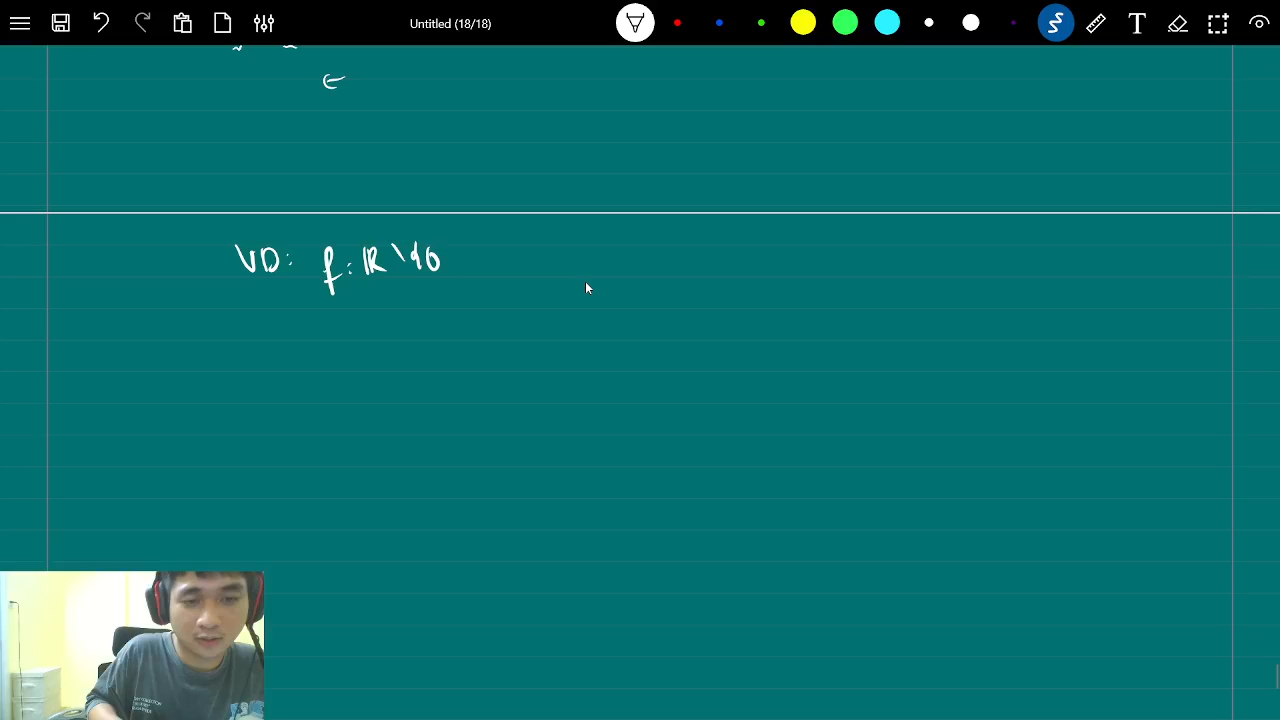 Untitled (18/18)
T
∈
VD: f: ℝ \ {0